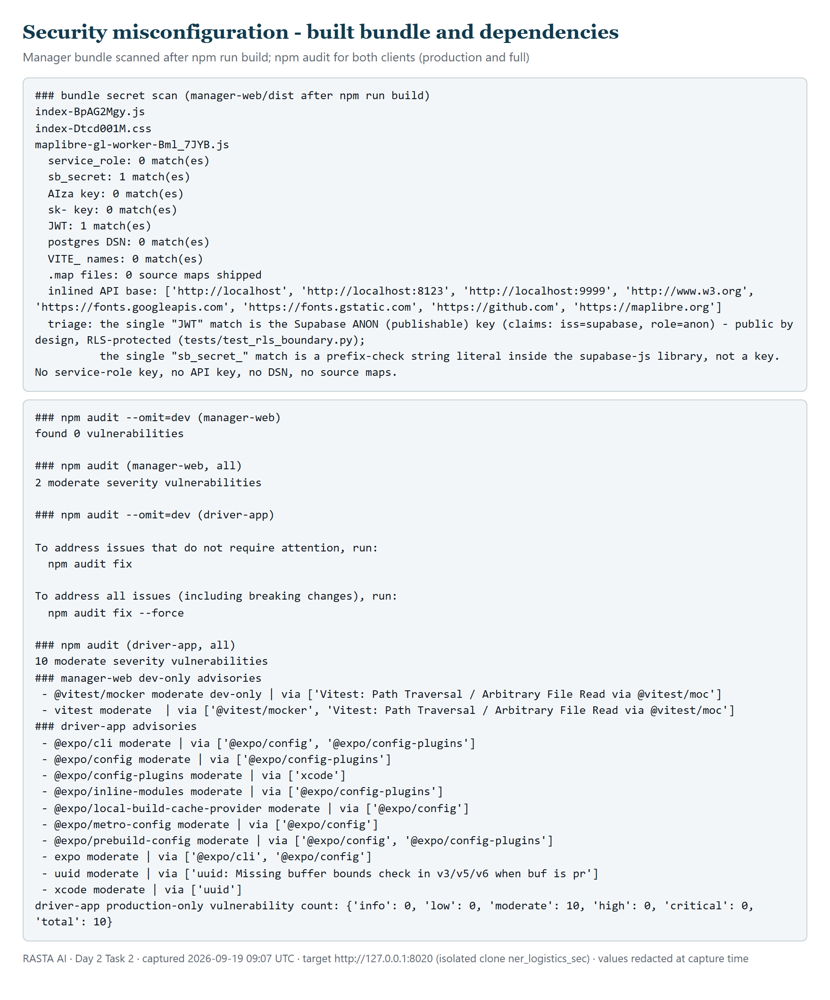 Security misconfiguration - built bundle and dependencies
Manager bundle scanned after npm run build; npm audit for both clients (production and full)
### bundle secret scan (manager-web/dist after npm run build)
index-BpAG2Mgy.js
index-Dtcd001M.css
maplibre-gl-worker-Bml_7JYB.js
  service_role: 0 match(es)
  sb_secret: 1 match(es)
  AIza key: 0 match(es)
  sk- key: 0 match(es)
  JWT: 1 match(es)
  postgres DSN: 0 match(es)
  VITE_ names: 0 match(es)
  .map files: 0 source maps shipped
  inlined API base: ['http://localhost', 'http://localhost:8123', 'http://localhost:9999', 'http://www.w3.org',
'https://fonts.googleapis.com', 'https://fonts.gstatic.com', 'https://github.com', 'https://maplibre.org']
  triage: the single "JWT" match is the Supabase ANON (publishable) key (claims: iss=supabase, role=anon) - public by
design, RLS-protected (tests/test_rls_boundary.py);
          the single "sb_secret_" match is a prefix-check string literal inside the supabase-js library, not a key.
No service-role key, no API key, no DSN, no source maps.
### npm audit --omit=dev (manager-web)
found 0 vulnerabilities
### npm audit (manager-web, all)
2 moderate severity vulnerabilities
### npm audit --omit=dev (driver-app)
To address issues that do not require attention, run:
  npm audit fix
To address all issues (including breaking changes), run:
  npm audit fix --force
### npm audit (driver-app, all)
10 moderate severity vulnerabilities
### manager-web dev-only advisories
 - @vitest/mocker moderate dev-only | via ['Vitest: Path Traversal / Arbitrary File Read via @vitest/moc']
 - vitest moderate  | via ['@vitest/mocker', 'Vitest: Path Traversal / Arbitrary File Read via @vitest/moc']
### driver-app advisories
 - @expo/cli moderate | via ['@expo/config', '@expo/config-plugins']
 - @expo/config moderate | via ['@expo/config-plugins']
 - @expo/config-plugins moderate | via ['xcode']
 - @expo/inline-modules moderate | via ['@expo/config-plugins']
 - @expo/local-build-cache-provider moderate | via ['@expo/config']
 - @expo/metro-config moderate | via ['@expo/config']
 - @expo/prebuild-config moderate | via ['@expo/config', '@expo/config-plugins']
 - expo moderate | via ['@expo/cli', '@expo/config']
 - uuid moderate | via ['uuid: Missing buffer bounds check in v3/v5/v6 when buf is pr']
 - xcode moderate | via ['uuid']
driver-app production-only vulnerability count: {'info': 0, 'low': 0, 'moderate': 10, 'high': 0, 'critical': 0,
'total': 10}
RASTA AI · Day 2 Task 2 · captured 2026-09-19 09:07 UTC · target http://127.0.0.1:8020 (isolated clone ner_logistics_sec) · values redacted at capture time